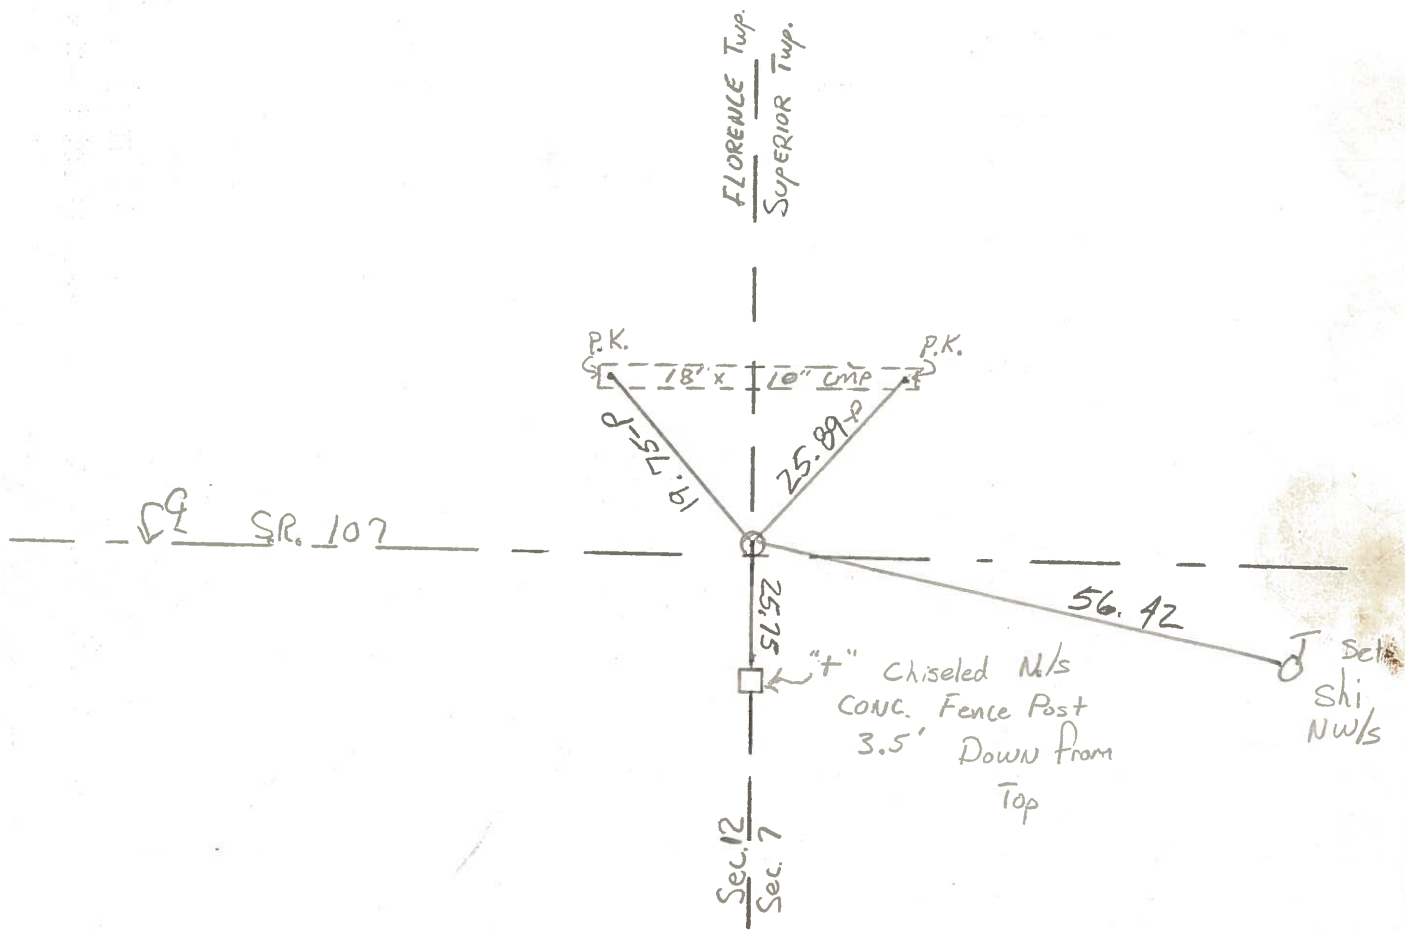 FLORENCE Twp.
SUPERIOR Twp.
P.K.
P.K.
18' x 10" CMP
19.75-P
25.89-P
℄ S.R. 107
56.42
25.75
"+" Chiseled N/s
CONC. Fence Post
3.5' Down from
Top
Set
Shi
NW/s
Sec. 12
Sec. 7